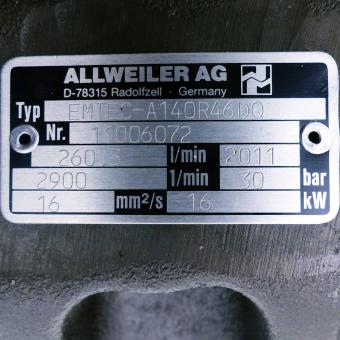 ALLWEILER AG
D-78315 Radolfzell · Germany
Typ EMTEC-A140R46DQ
Nr. 11006072
260.3 l/min 2011
2900 1/min 30 bar
16 mm²/s 16 kW